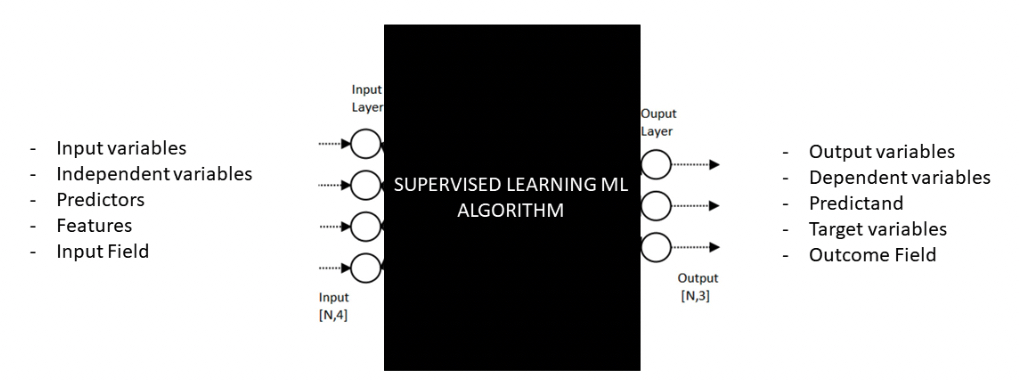 - Input variables
- Independent variables
- Predictors
- Features
- Input Field
Input
Layer
Input
[N,4]
SUPERVISED LEARNING ML
ALGORITHM
Ouput
Layer
Output
[N,3]
- Output variables
- Dependent variables
- Predictand
- Target variables
- Outcome Field